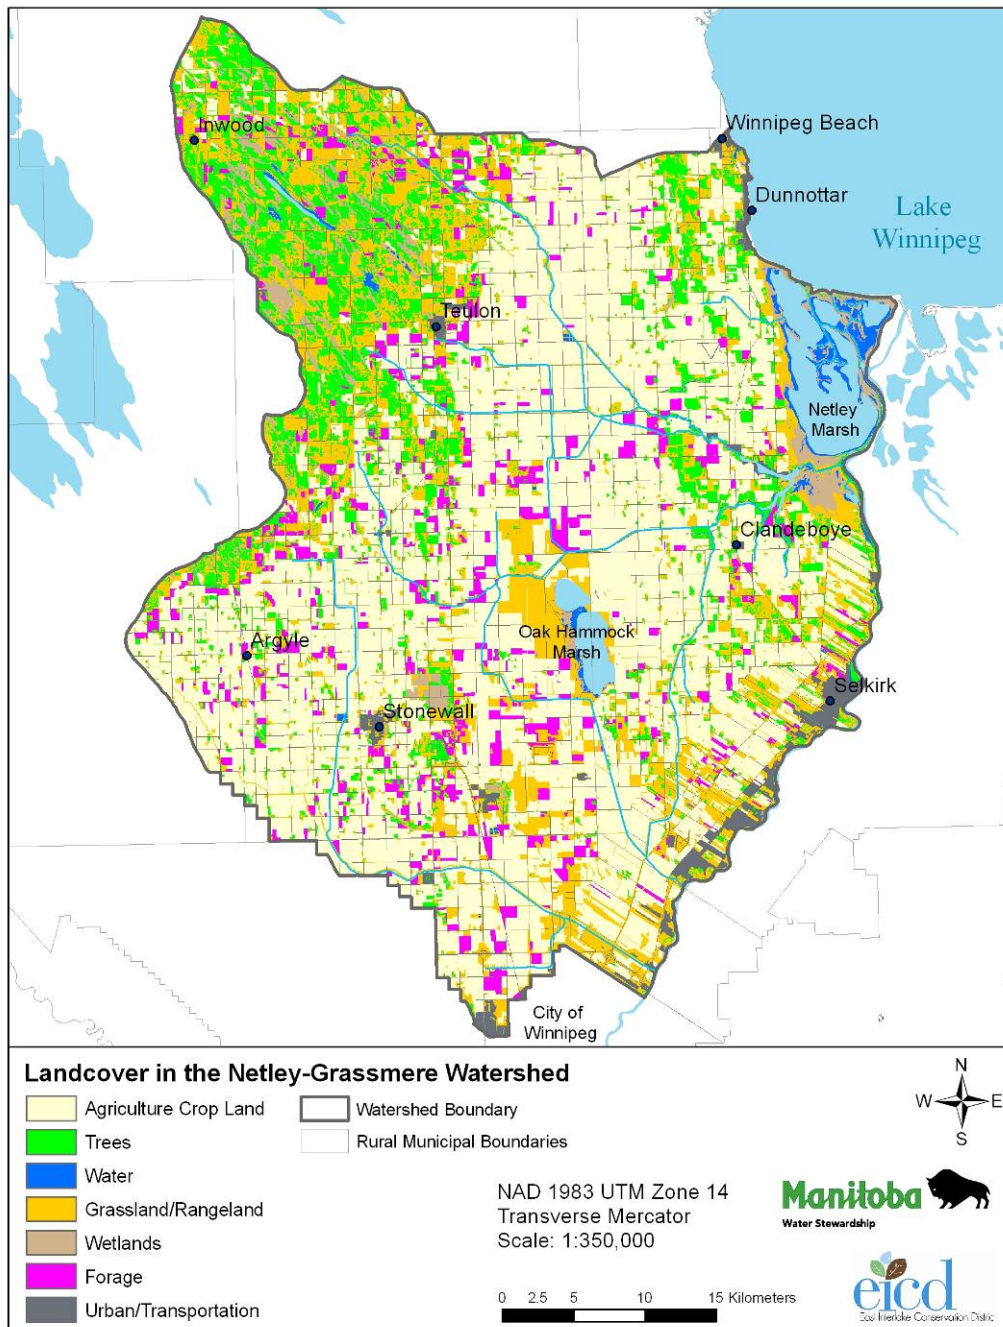 Inwood
Winnipeg Beach
Dunnottar
Lake
Winnipeg
Teulon
Netley
Marsh
Clandeboye
Oak Hammock
Marsh
Argyle
Selkirk
Stonewall
City of
Winnipeg
Landcover in the Netley-Grassmere Watershed
Agriculture Crop Land
Trees
Water
Grassland/Rangeland
Wetlands
Forage
Urban/Transportation
Watershed Boundary
Rural Municipal Boundaries
NAD 1983 UTM Zone 14
Transverse Mercator
Scale: 1:350,000
0 2.5 5 10 15 Kilometers
N
W E
S
Manitoba
Water Stewardship
eicd
East Interlake Conservation District